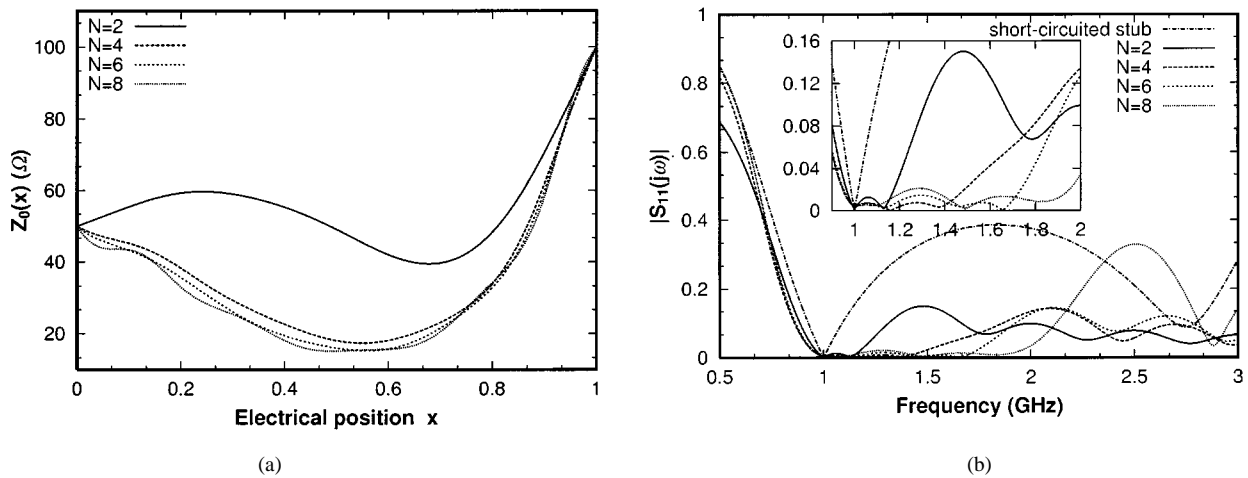 N=2
N=4
N=6
N=8
100
80
60
40
20
Z₀(x) (Ω)
0
0.2
0.4
0.6
0.8
1
Electrical position x
(a)
short-circuited stub
N=2
N=4
N=6
N=8
1
0.8
0.6
0.4
0.2
0
|S₁₁(jω)|
0.16
0.12
0.08
0.04
0
1
1.2
1.4
1.6
1.8
2
0.5
1
1.5
2
2.5
3
Frequency (GHz)
(b)